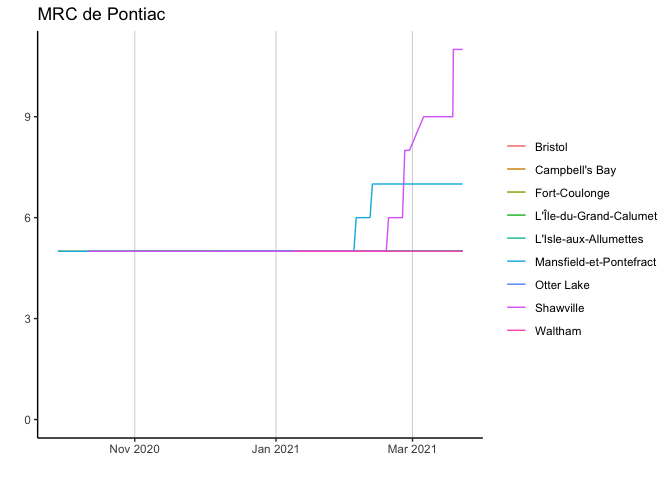 MRC de Pontiac
9
6
3
0
Nov 2020
Jan 2021
Mar 2021
Bristol
Campbell's Bay
Fort-Coulonge
L'Île-du-Grand-Calumet
L'Isle-aux-Allumettes
Mansfield-et-Pontefract
Otter Lake
Shawville
Waltham